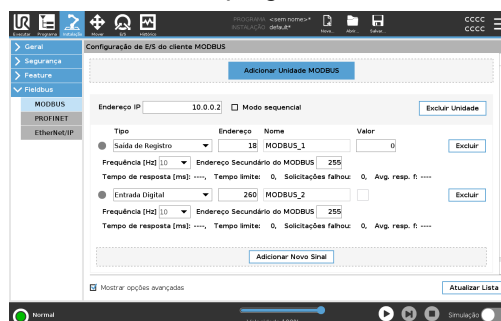 PROGRAMA <sem nome>*
INSTALAÇÃO default*
Executar Programa Instalação Mover E/S Histórico Novo... Abrir... Salvar...
cccc
cccc
Geral
Segurança
Feature
Fieldbus
MODBUS
PROFINET
EtherNet/IP
Configuração de E/S do cliente MODBUS
Adicionar Unidade MODBUS
Endereço IP 10.0.0.2 Modo sequencial Excluir Unidade
Tipo Endereço Nome Valor
Saída de Registro 18 MODBUS_1 0 Excluir
Frequência [Hz] 10 Endereço Secundário do MODBUS 255
Tempo de resposta [ms]: ----, Tempo limite: 0, Solicitações falhou: 0, Avg. resp. f: ----
Entrada Digital 260 MODBUS_2 Excluir
Frequência [Hz] 10 Endereço Secundário do MODBUS 255
Tempo de resposta [ms]: ----, Tempo limite: 0, Solicitações falhou: 0, Avg. resp. f: ----
Adicionar Novo Sinal
Mostrar opções avançadas Atualizar Lista
Normal
Velocidade 100%
Simulação